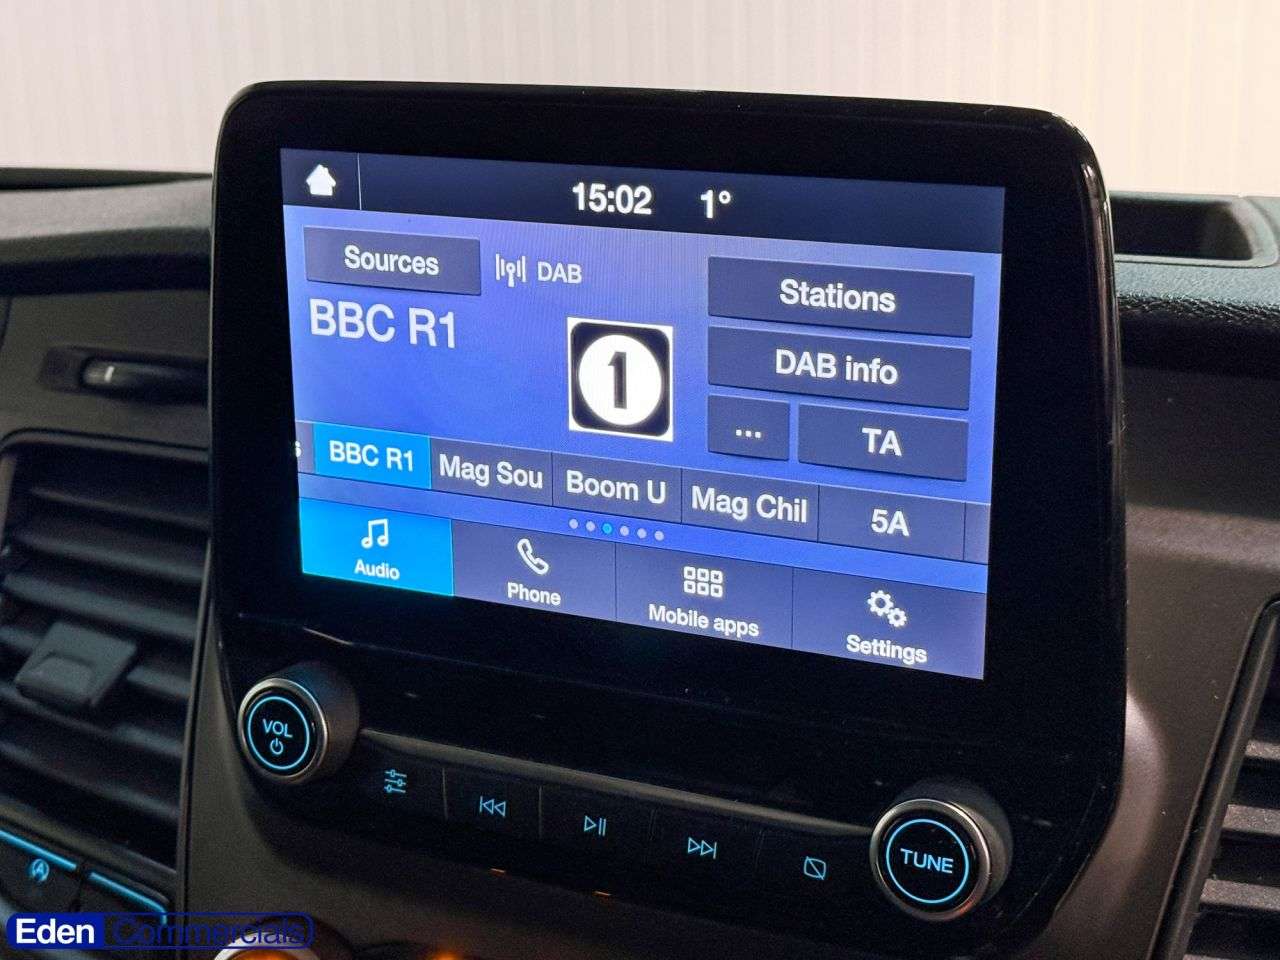 15:02 1°
Sources DAB
Stations
BBC R1
1
DAB info
... TA
BBC R1 Mag Sou Boom U Mag Chil 5A
Audio Phone Mobile apps Settings
VOL
TUNE
Eden Commercials